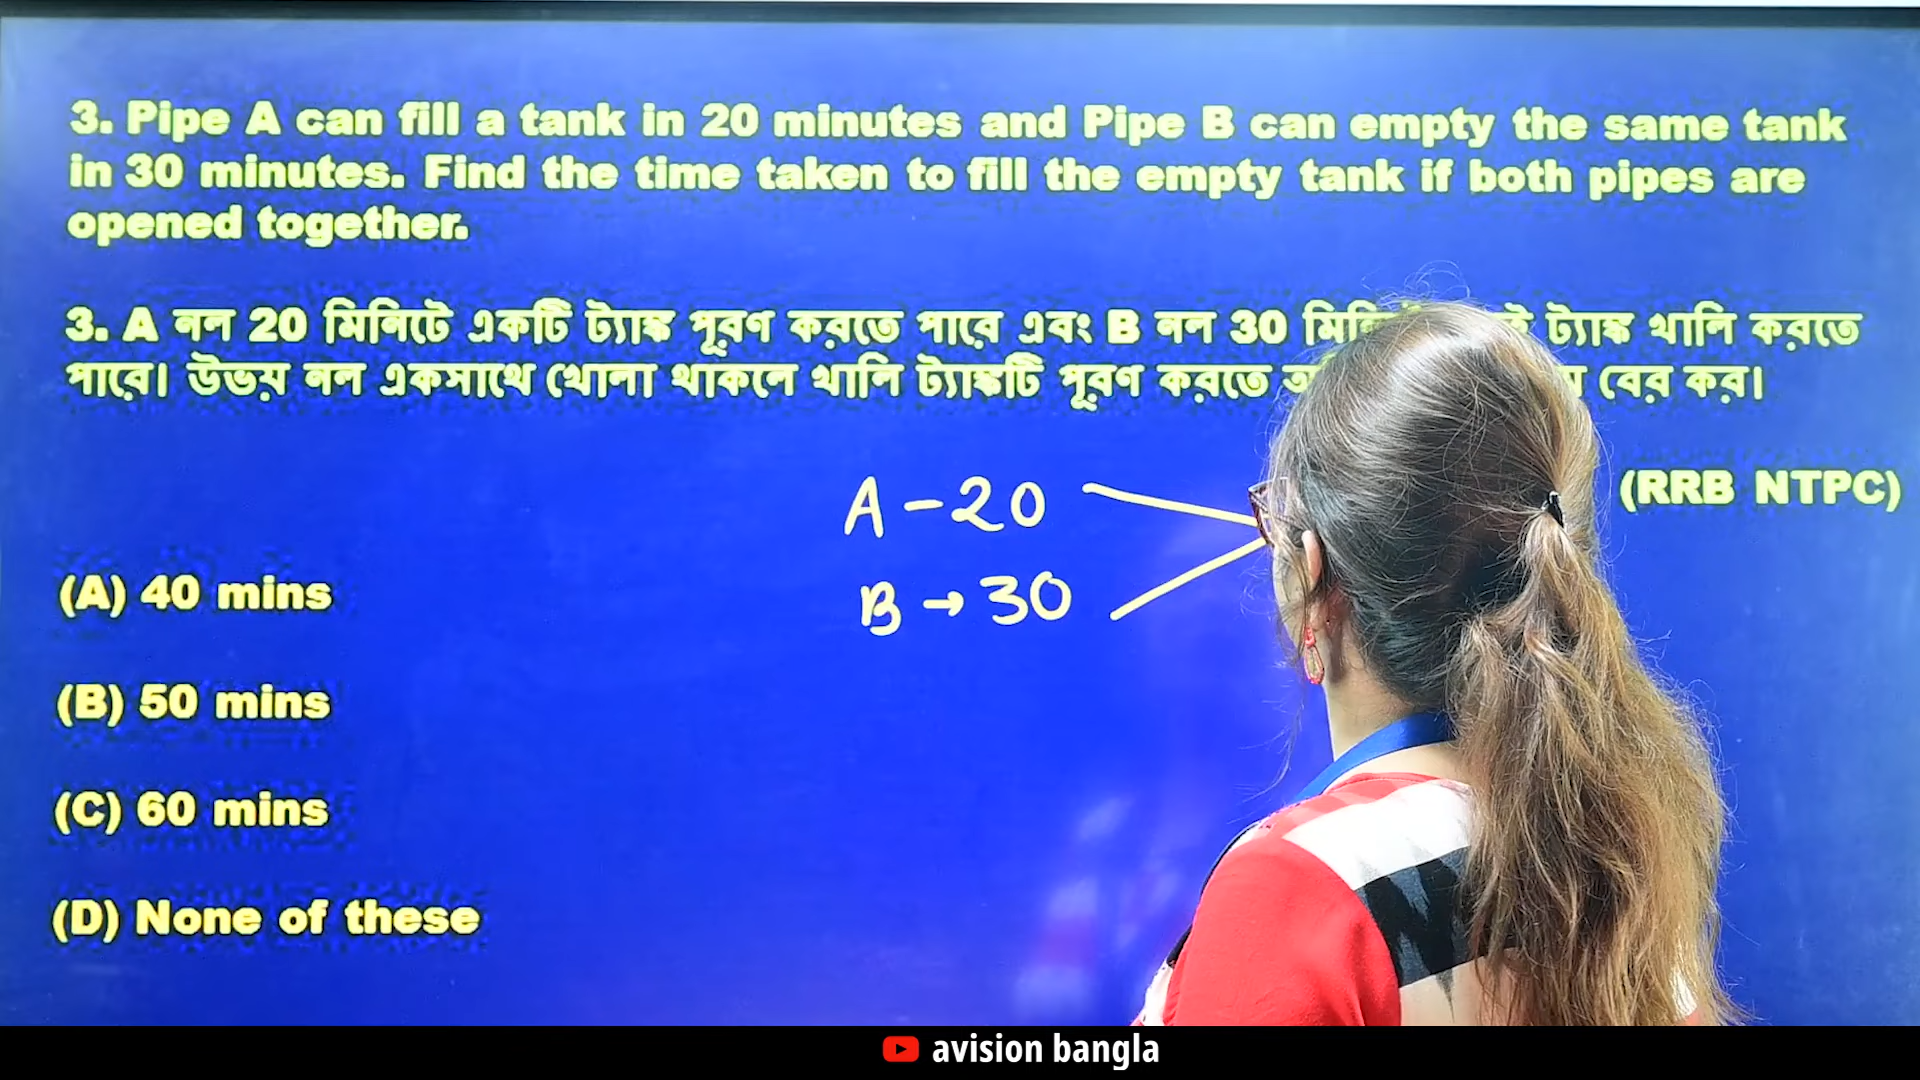 3. Pipe A can fill a tank in 20 minutes and Pipe B can empty the same tank
in 30 minutes. Find the time taken to fill the empty tank if both pipes are
opened together.
3. A নল 20 মিনিটে একটি ট্যাঙ্ক পূরণ করতে পারে এবং B নল 30 ট্যাঙ্ক খালি করতে
পারে। উভয় নল একসাথে খোলা থাকলে খালি ট্যাঙ্কটি পূরণ করতে বের কর।
(RRB NTPC)
A - 20
B → 30
(A) 40 mins
(B) 50 mins
(C) 60 mins
(D) None of these
avision bangla